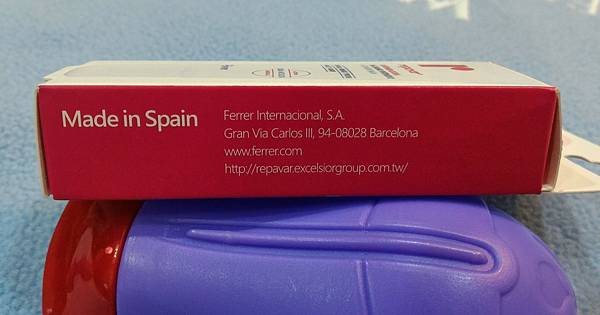 Made in Spain
Ferrer Internacional, S.A.
Gran Via Carlos III, 94-08028 Barcelona
www.ferrer.com
http://repavar.excelsiorgroup.com.tw/